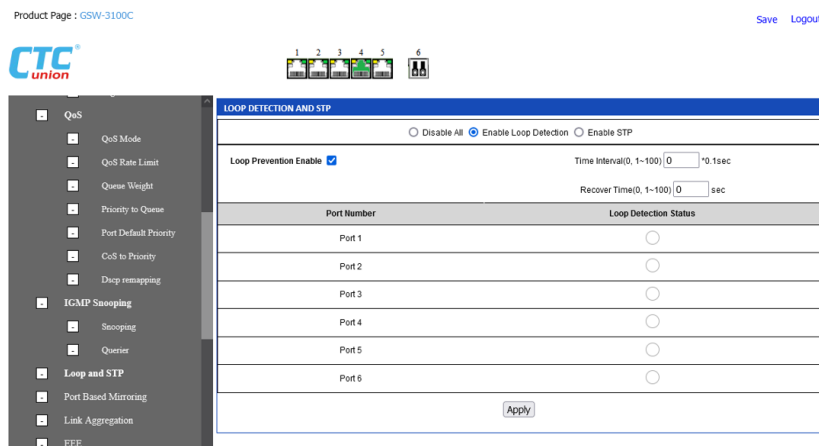 Product Page : GSW-3100C
Save Logout
CTC®
union
1 2 3 4 5 6
QoS
QoS Mode
QoS Rate Limit
Queue Weight
Priority to Queue
Port Default Priority
CoS to Priority
Dscp remapping
IGMP Snooping
Snooping
Querier
Loop and STP
Port Based Mirroring
Link Aggregation
EEE
LOOP DETECTION AND STP
Disable All Enable Loop Detection Enable STP
Loop Prevention Enable Time Interval(0, 1~100) 0 *0.1sec
Recover Time(0, 1~100) 0 sec
Port Number Loop Detection Status
Port 1
Port 2
Port 3
Port 4
Port 5
Port 6
Apply